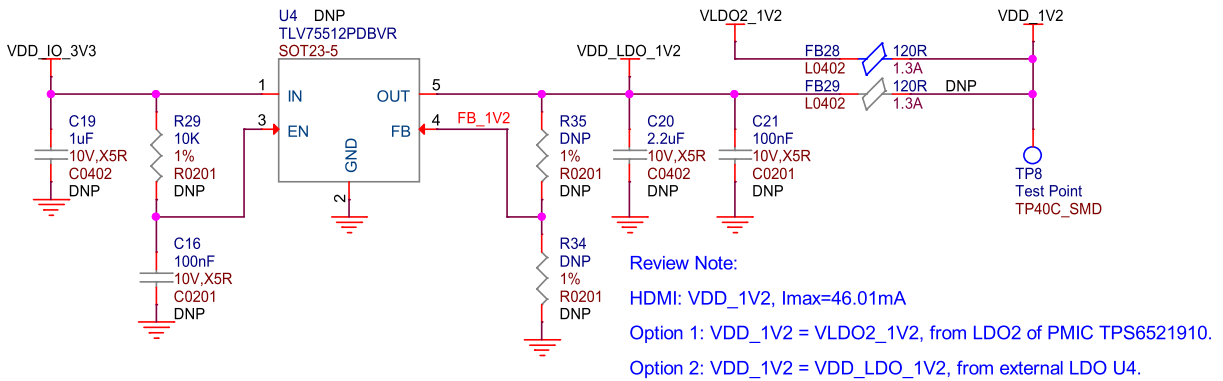 U4 DNP
TLV75512PDBVR
SOT23-5
VDD_IO_3V3
1
IN
3
EN
GND
2
OUT
5
FB
4
FB_1V2
C19
1uF
10V,X5R
C0402
DNP
R29
10K
1%
R0201
DNP
C16
100nF
10V,X5R
C0201
DNP
R35
DNP
1%
R0201
DNP
R34
DNP
1%
R0201
DNP
VDD_LDO_1V2
C20
2.2uF
10V,X5R
C0402
DNP
C21
100nF
10V,X5R
C0201
DNP
VLDO2_1V2
VDD_1V2
FB28 120R
L0402 1.3A
FB29 120R DNP
L0402 1.3A
TP8
Test Point
TP40C_SMD
Review Note:
HDMI: VDD_1V2, Imax=46.01mA
Option 1: VDD_1V2 = VLDO2_1V2, from LDO2 of PMIC TPS6521910.
Option 2: VDD_1V2 = VDD_LDO_1V2, from external LDO U4.